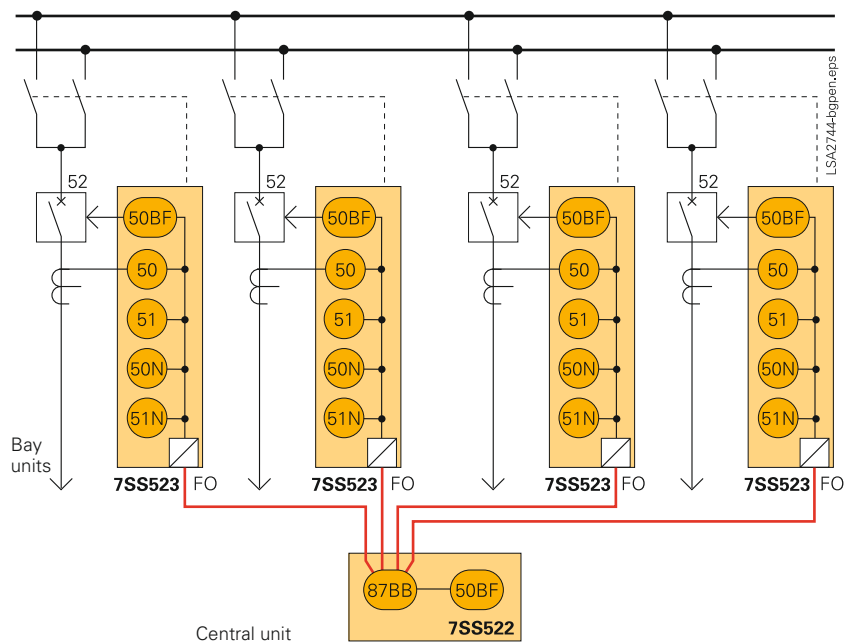 LSA2744-bgpen.eps
52
52
52
52
50BF
50BF
50BF
50BF
50
50
50
50
51
51
51
51
50N
50N
50N
50N
51N
51N
51N
51N
Bay
units
7SS523 FO
7SS523 FO
7SS523 FO
7SS523 FO
87BB
50BF
7SS522
Central unit